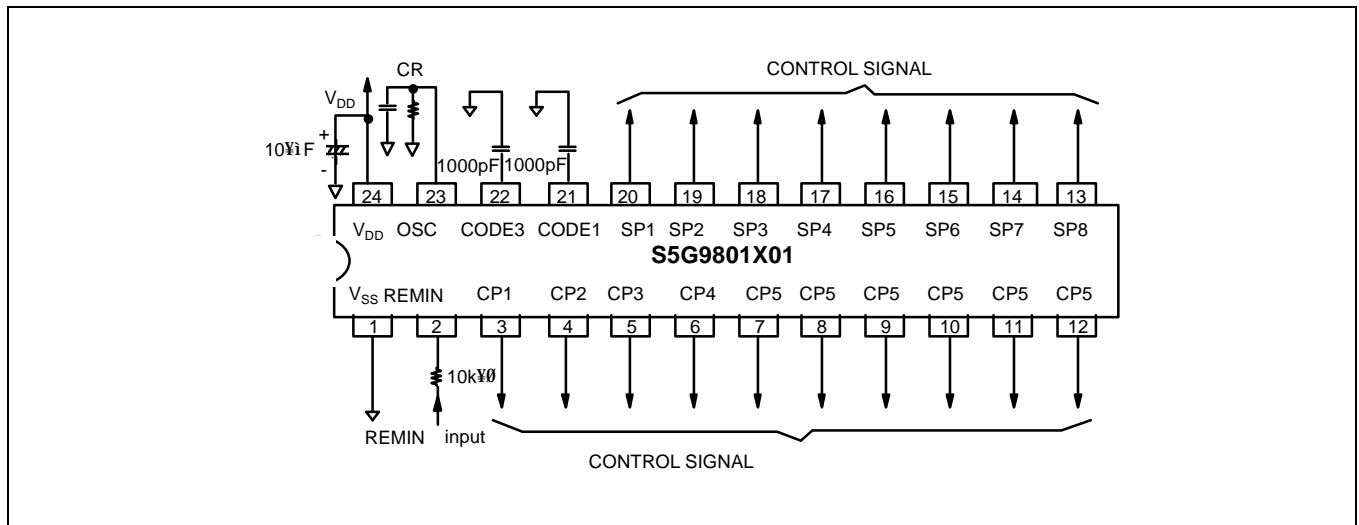 CR
CONTROL SIGNAL
VDD
+
10¥ìF
-
1000pF 1000pF
24 23 22 21 20 19 18 17 16 15 14 13
VDD OSC CODE3 CODE1 SP1 SP2 SP3 SP4 SP5 SP6 SP7 SP8
S5G9801X01
VSS REMIN CP1 CP2 CP3 CP4 CP5 CP5 CP5 CP5 CP5 CP5
1 2 3 4 5 6 7 8 9 10 11 12
10k¥Ø
REMIN input
CONTROL SIGNAL